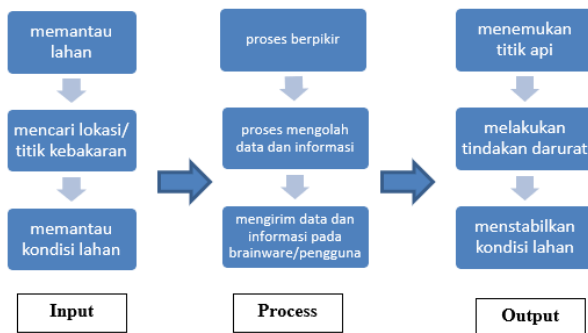 memantau
lahan
mencari lokasi/
titik kebakaran
memantau
kondisi lahan
Input
proses berpikir
proses mengolah
data dan informasi
mengirim data dan
informasi pada
brainware/pengguna
Process
menemukan
titik api
melakukan
tindakan darurat
menstabilkan
kondisi lahan
Output